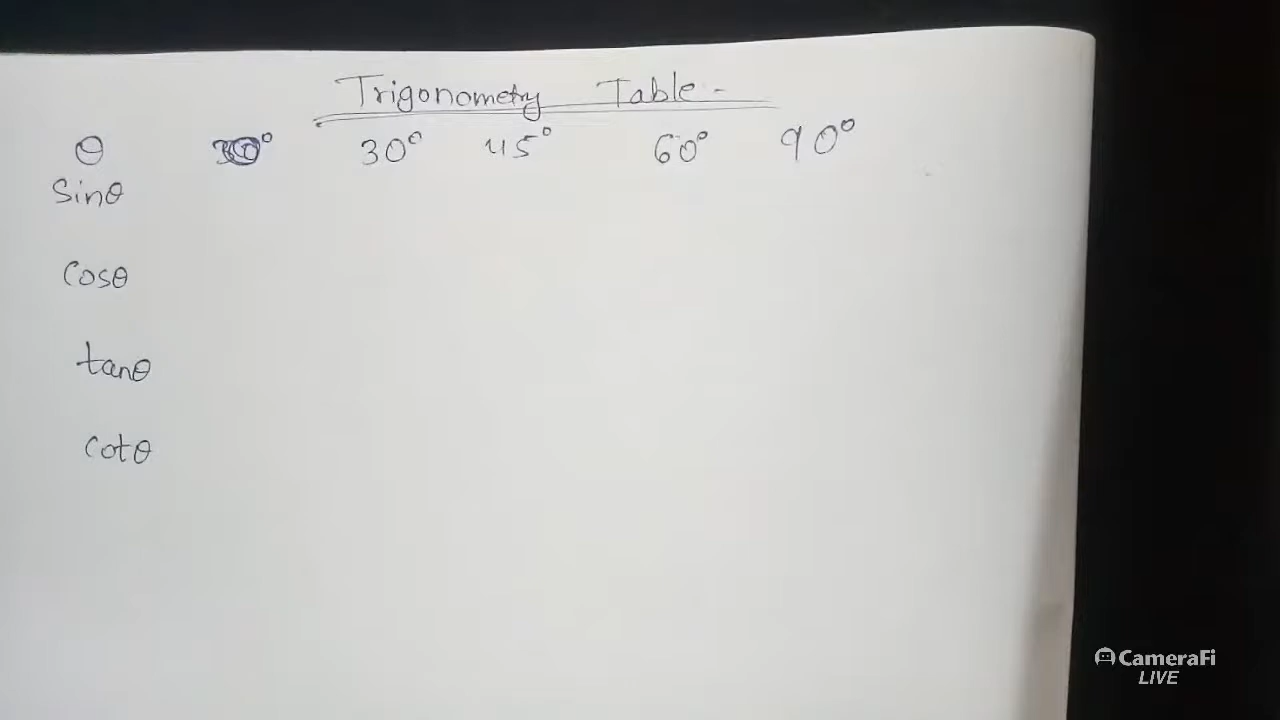 Trigonometry Table -
θ 30° 45° 60° 90°
Sinθ
Cosθ
tanθ
Cotθ
CameraFi
LIVE